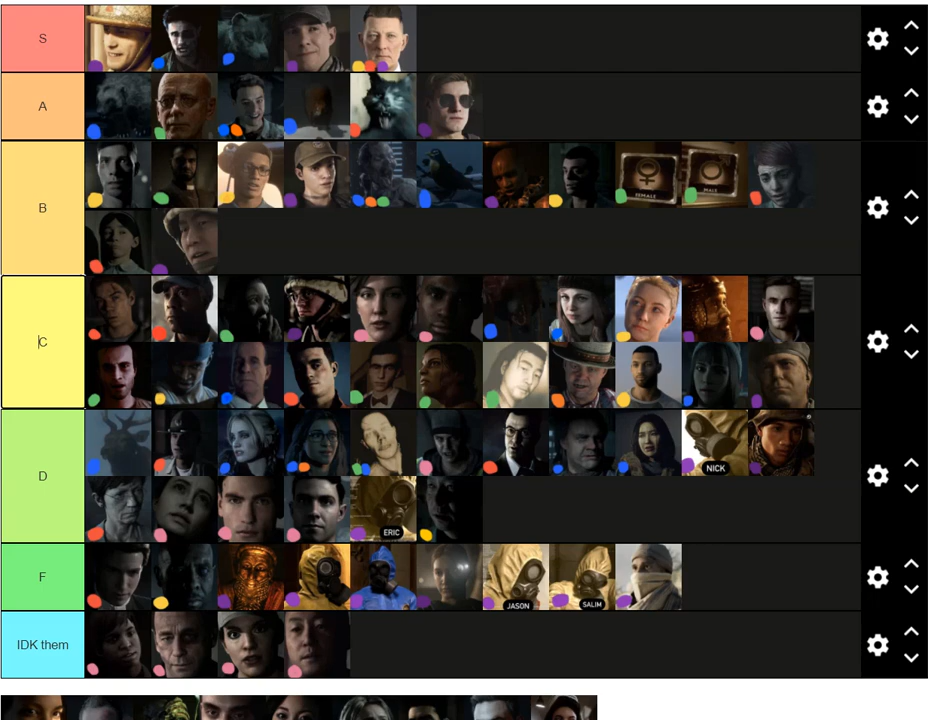 S
A
B
FEMALE
MALE
C
D
NICK
ERIC
F
JASON
SALIM
IDK them